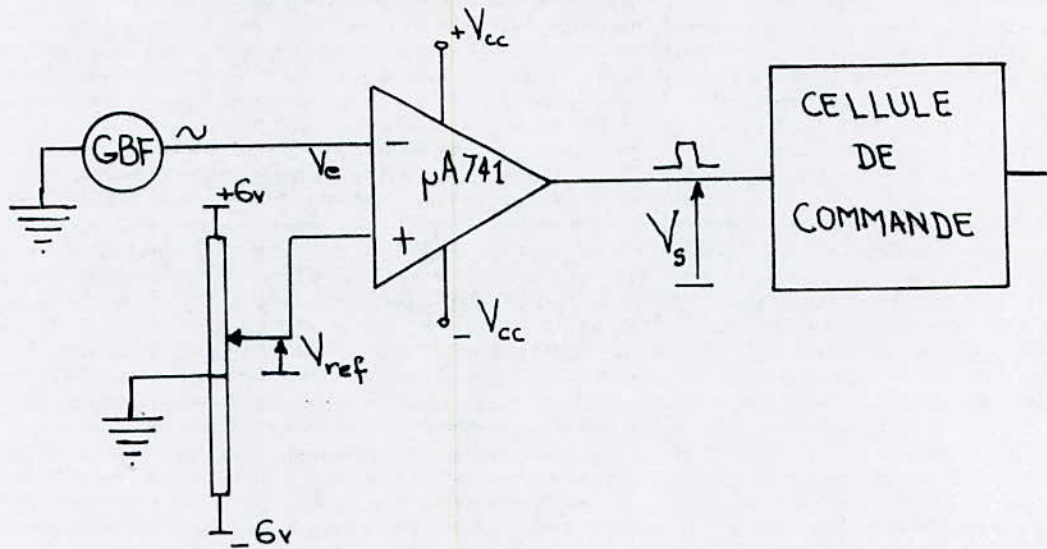 +Vcc
GBF
~
Ve
-
μA741
+
+6v
Vref
-6v
-Vcc
Vs
CELLULE
DE
COMMANDE